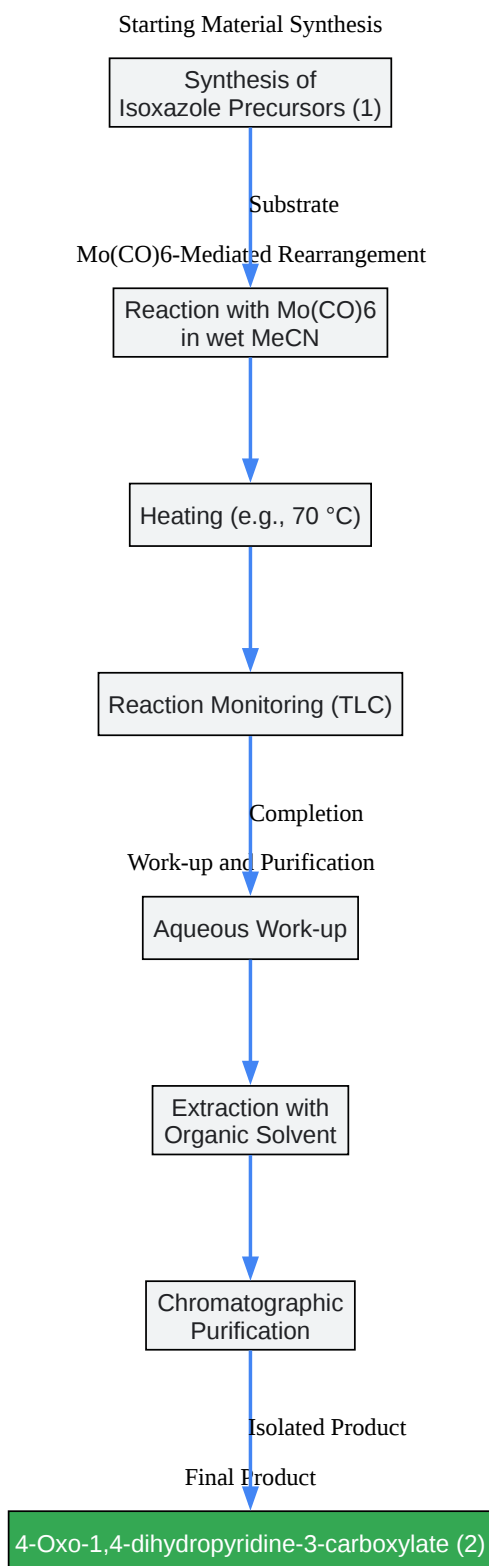 Starting Material Synthesis
Synthesis of
Isoxazole Precursors (1)
Substrate
Mo(CO)6-Mediated Rearrangement
Reaction with Mo(CO)6
in wet MeCN
Heating (e.g., 70 °C)
Reaction Monitoring (TLC)
Completion
Work-up and Purification
Aqueous Work-up
Extraction with
Organic Solvent
Chromatographic
Purification
Isolated Product
Final Product
4-Oxo-1,4-dihydropyridine-3-carboxylate (2)